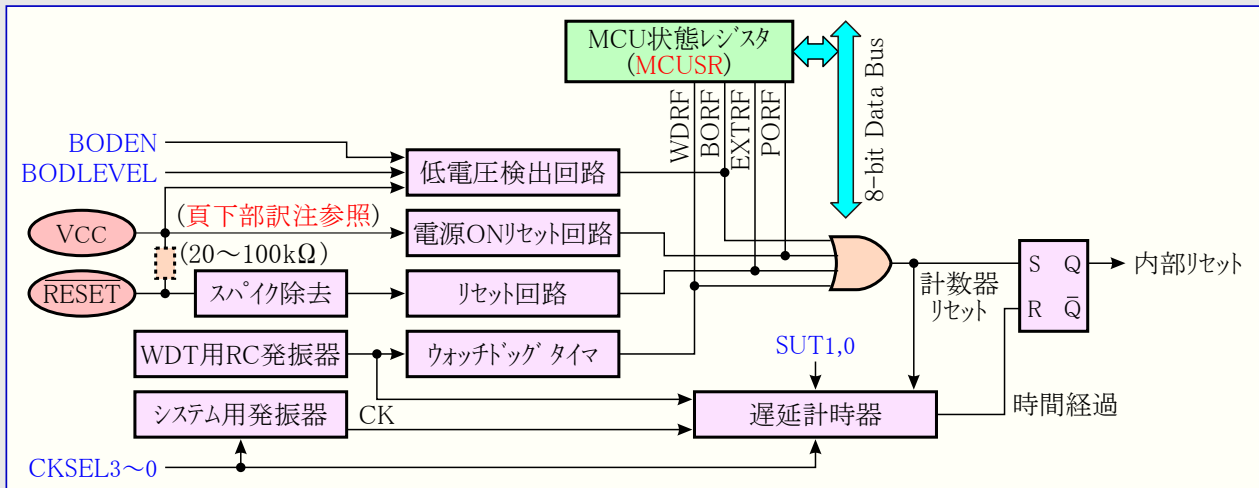 MCU状態レジスタ
(MCUSR)
8-bit Data Bus
WDRF
BORF
EXTRF
PORF
BODEN
BODLEVEL
低電圧検出回路
VCC
(頁下部訳注参照)
電源ONリセット回路
(20～100kΩ)
RESET
スパイク除去
リセット回路
計数器
リセット
S Q
R Q̅
内部リセット
WDT用RC発振器
ウォッチドッグ タイマ
SUT1,0
システム用発振器
CK
遅延計時器
時間経過
CKSEL3～0